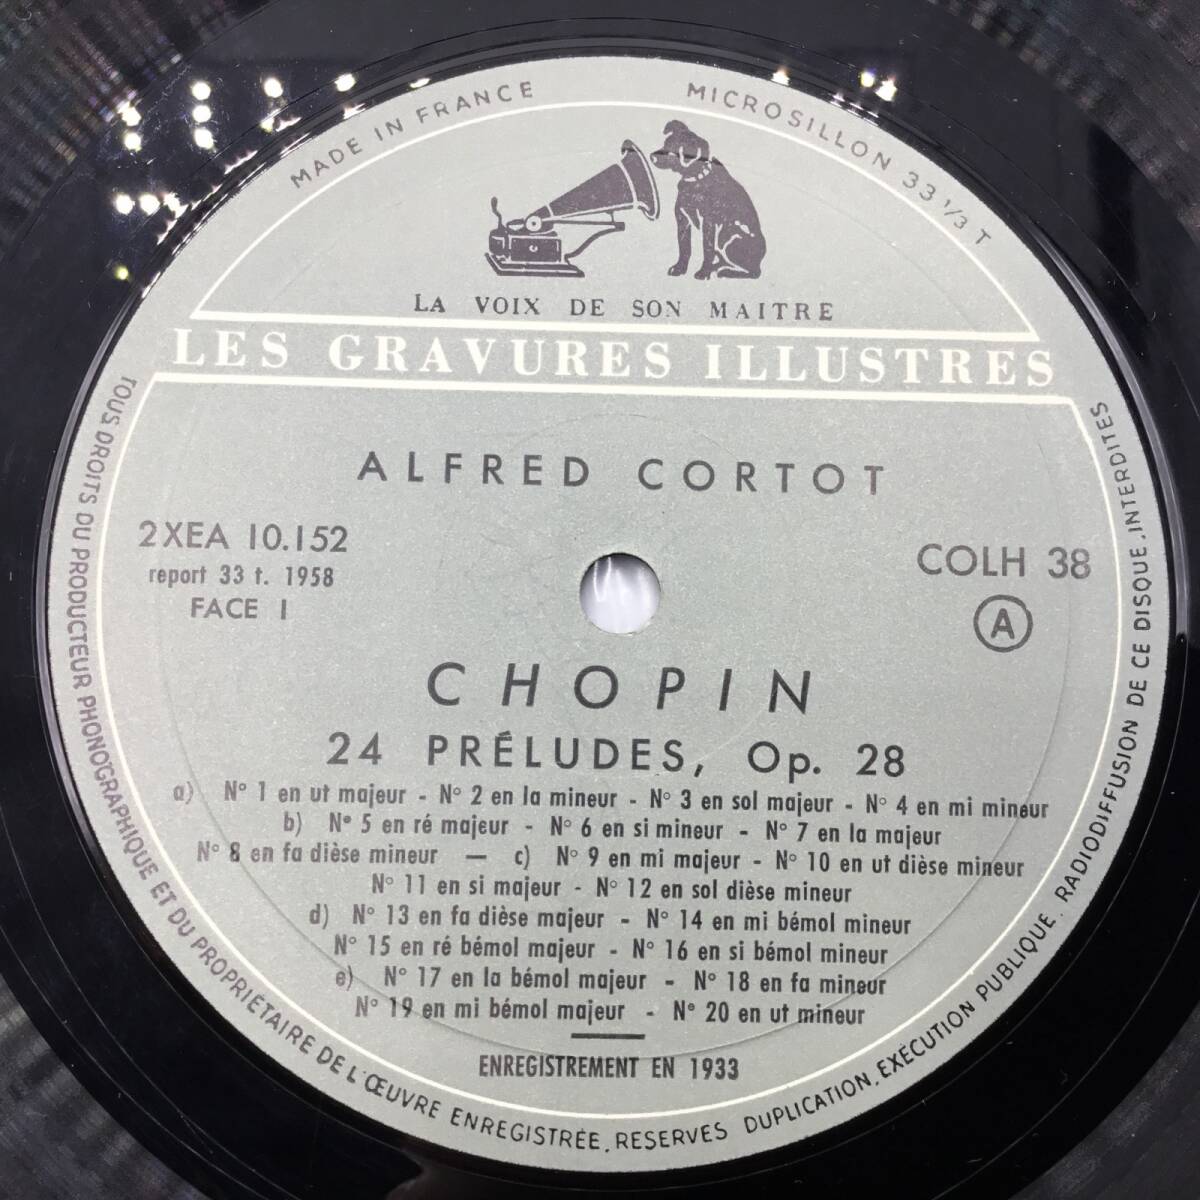 MADE IN FRANCE
MICROSILLON 33 1/3 T
LA VOIX DE SON MAITRE
LES GRAVURES ILLUSTRES
ALFRED CORTOT
2XEA 10.152
report 33 t. 1958
FACE 1
COLH 38
A
CHOPIN
24 PRÉLUDES, Op. 28
a) N° 1 en ut majeur - N° 2 en la mineur - N° 3 en sol majeur - N° 4 en mi mineur
b) N° 5 en ré majeur - N° 6 en si mineur - N° 7 en la majeur
N° 8 en fa dièse mineur — c) N° 9 en mi majeur - N° 10 en ut dièse mineur
N° 11 en si majeur - N° 12 en sol dièse mineur
d) N° 13 en fa dièse majeur - N° 14 en mi bémol mineur
N° 15 en ré bémol majeur - N° 16 en si bémol mineur
e) N° 17 en la bémol majeur - N° 18 en fa mineur
N° 19 en mi bémol majeur - N° 20 en ut mineur
ENREGISTREMENT EN 1933
TOUS DROITS DU PRODUCTEUR PHONOGRAPHIQUE ET DU PROPRIÉTAIRE DE L'ŒUVRE ENREGISTRÉE, RESERVES DUPLICATION, EXÉCUTION PUBLIQUE, RADIODIFFUSION DE CE DISQUE, INTERDITES